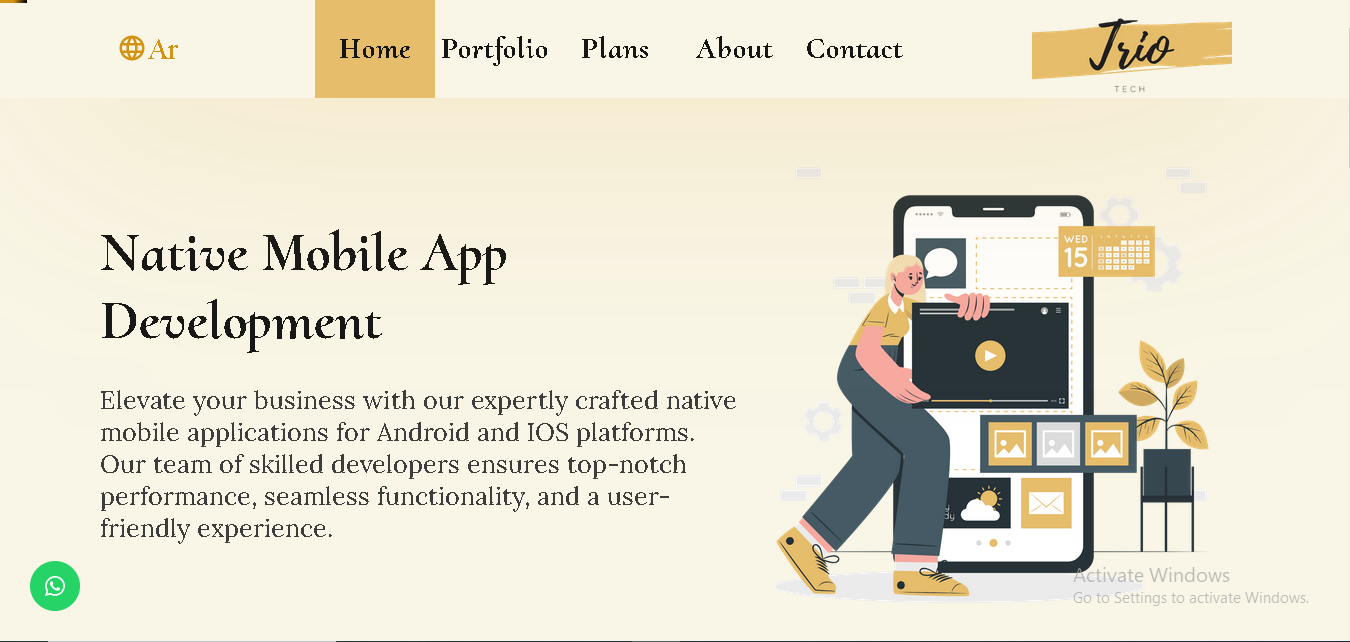 Ar
Home Portfolio Plans About Contact
Trio
TECH
Native Mobile App
Development
Elevate your business with our expertly crafted native
mobile applications for Android and IOS platforms.
Our team of skilled developers ensures top-notch
performance, seamless functionality, and a user-
friendly experience.
WED
15
Activate Windows
Go to Settings to activate Windows.